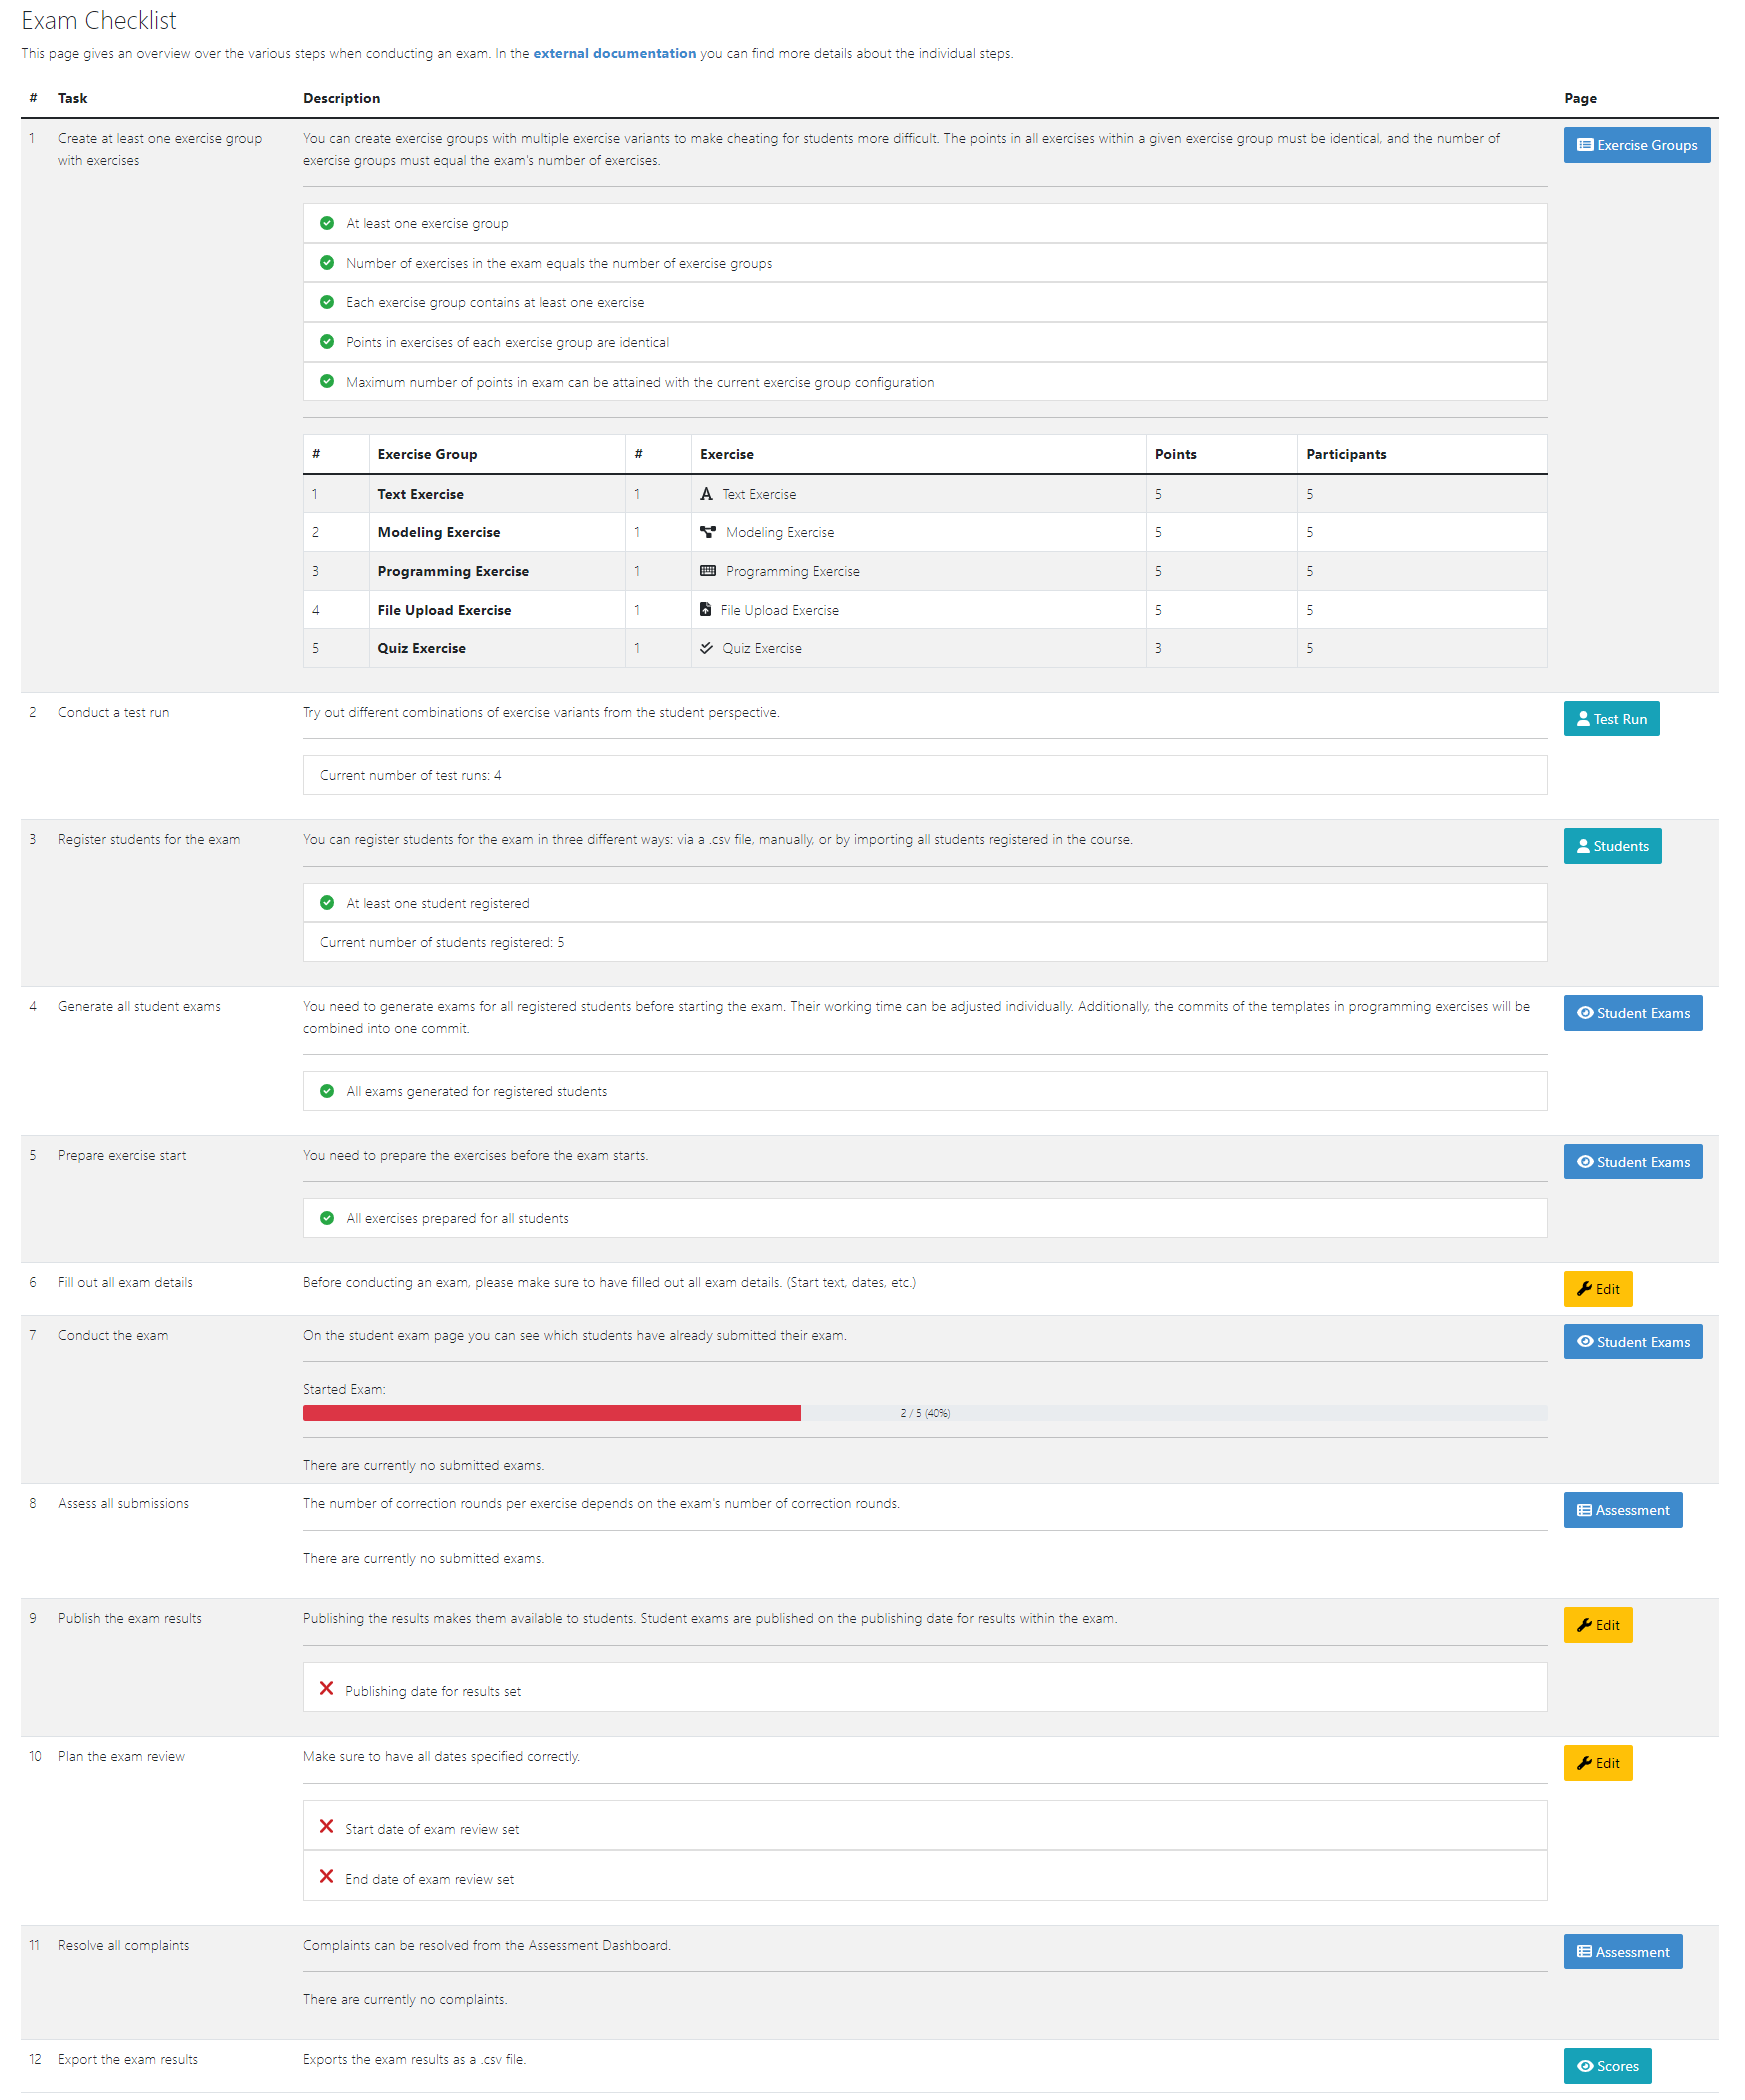 Exam Checklist
This page gives an overview over the various steps when conducting an exam. In the external documentation you can find more details about the individual steps.
# Task Description Page
1 Create at least one exercise group with exercises
You can create exercise groups with multiple exercise variants to make cheating for students more difficult. The points in all exercises within a given exercise group must be identical, and the number of
exercise groups must equal the exam's number of exercises.
Exercise Groups
At least one exercise group
Number of exercises in the exam equals the number of exercise groups
Each exercise group contains at least one exercise
Points in exercises of each exercise group are identical
Maximum number of points in exam can be attained with the current exercise group configuration
# Exercise Group # Exercise Points Participants
1 Text Exercise 1 Text Exercise 5 5
2 Modeling Exercise 1 Modeling Exercise 5 5
3 Programming Exercise 1 Programming Exercise 5 5
4 File Upload Exercise 1 File Upload Exercise 5 5
5 Quiz Exercise 1 Quiz Exercise 3 5
2 Conduct a test run Try out different combinations of exercise variants from the student perspective. Test Run
Current number of test runs: 4
3 Register students for the exam You can register students for the exam in three different ways: via a .csv file, manually, or by importing all students registered in the course. Students
At least one student registered
Current number of students registered: 5
4 Generate all student exams You need to generate exams for all registered students before starting the exam. Their working time can be adjusted individually. Additionally, the commits of the templates in programming exercises will be Student Exams
combined into one commit.
All exams generated for registered students
5 Prepare exercise start You need to prepare the exercises before the exam starts. Student Exams
All exercises prepared for all students
6 Fill out all exam details Before conducting an exam, please make sure to have filled out all exam details. (Start text, dates, etc.) Edit
7 Conduct the exam On the student exam page you can see which students have already submitted their exam. Student Exams
Started Exam:
2 / 5 (40%)
There are currently no submitted exams.
8 Assess all submissions The number of correction rounds per exercise depends on the exam's number of correction rounds. Assessment
There are currently no submitted exams.
9 Publish the exam results Publishing the results makes them available to students. Student exams are published on the publishing date for results within the exam. Edit
Publishing date for results set
10 Plan the exam review Make sure to have all dates specified correctly. Edit
Start date of exam review set
End date of exam review set
11 Resolve all complaints Complaints can be resolved from the Assessment Dashboard. Assessment
There are currently no complaints.
12 Export the exam results Exports the exam results as a .csv file. Scores